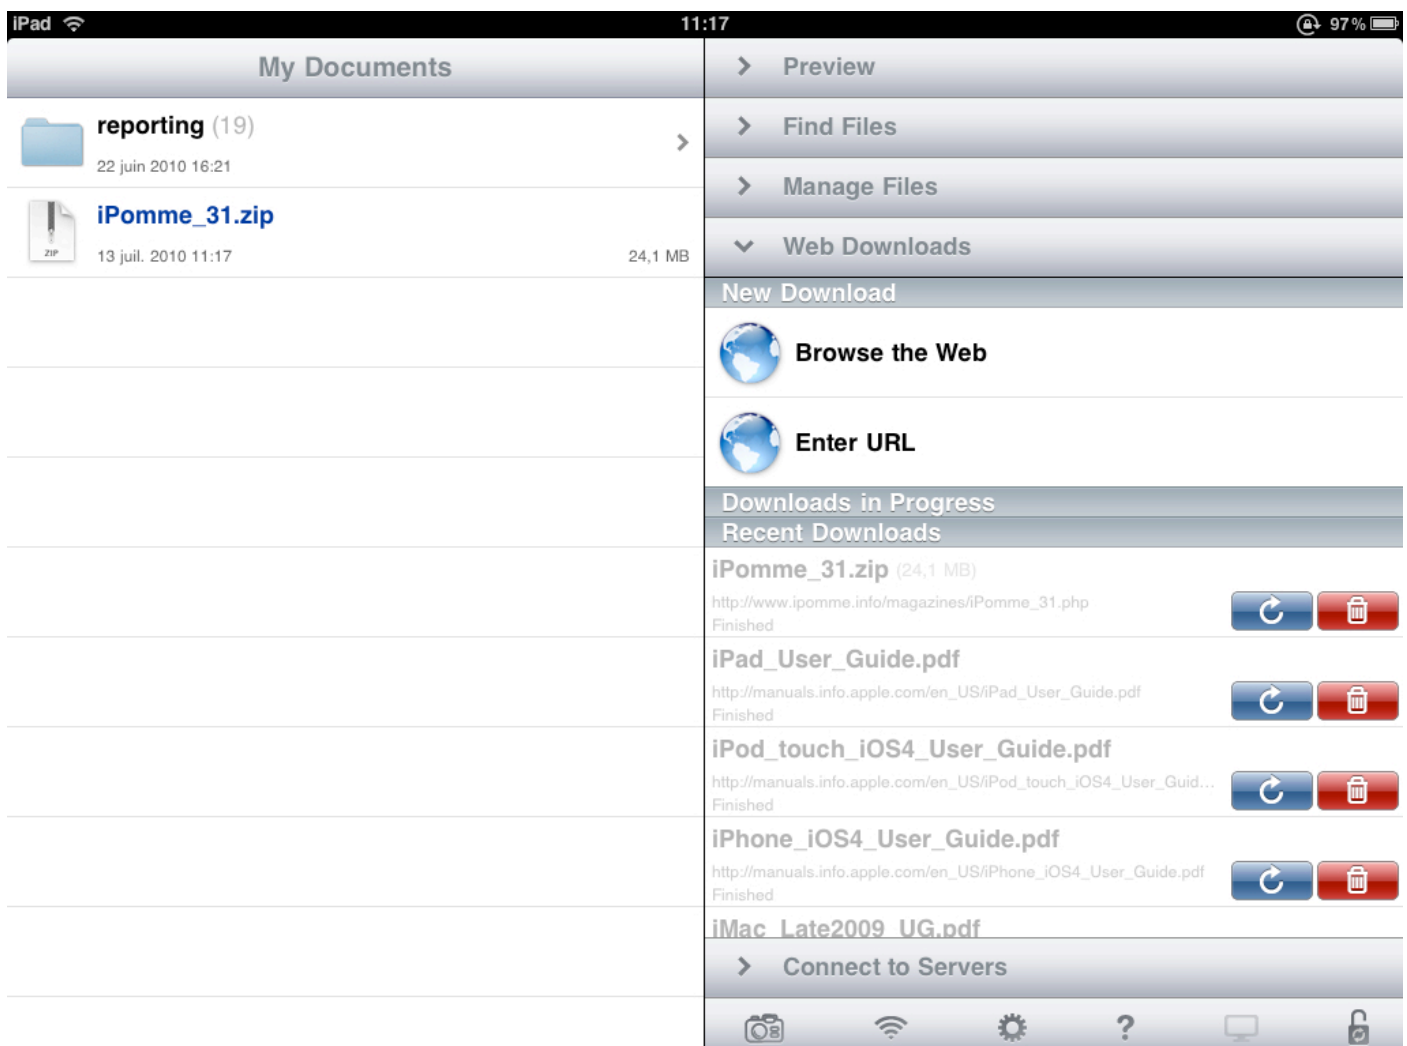 iPad 11:17 97%
My Documents
reporting (19)
22 juin 2010 16:21
iPomme_31.zip
ZIP
13 juil. 2010 11:17 24,1 MB
Preview
Find Files
Manage Files
Web Downloads
New Download
Browse the Web
Enter URL
Downloads in Progress
Recent Downloads
iPomme_31.zip (24,1 MB)
http://www.ipomme.info/magazines/iPomme_31.php
Finished
iPad_User_Guide.pdf
http://manuals.info.apple.com/en_US/iPad_User_Guide.pdf
Finished
iPod_touch_iOS4_User_Guide.pdf
http://manuals.info.apple.com/en_US/iPod_touch_iOS4_User_Guid...
Finished
iPhone_iOS4_User_Guide.pdf
http://manuals.info.apple.com/en_US/iPhone_iOS4_User_Guide.pdf
Finished
iMac_Late2009_UG.pdf
Connect to Servers
?